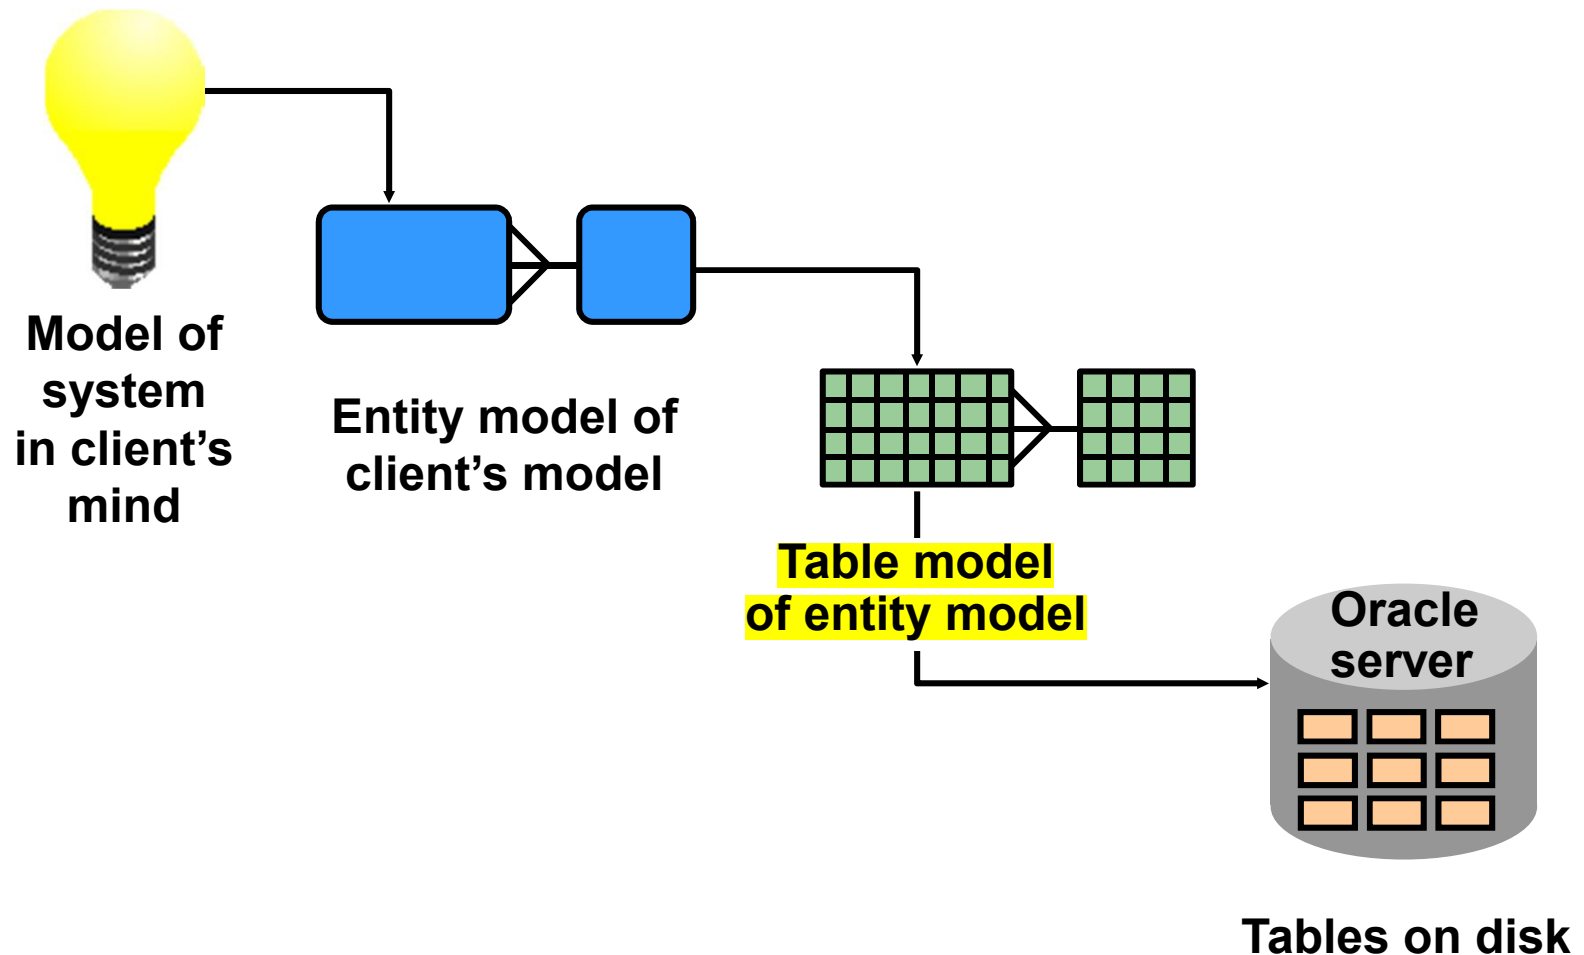 Model of
system
in client’s
mind
Entity model of
client’s model
Table model
of entity model
Oracle
server
Tables on disk